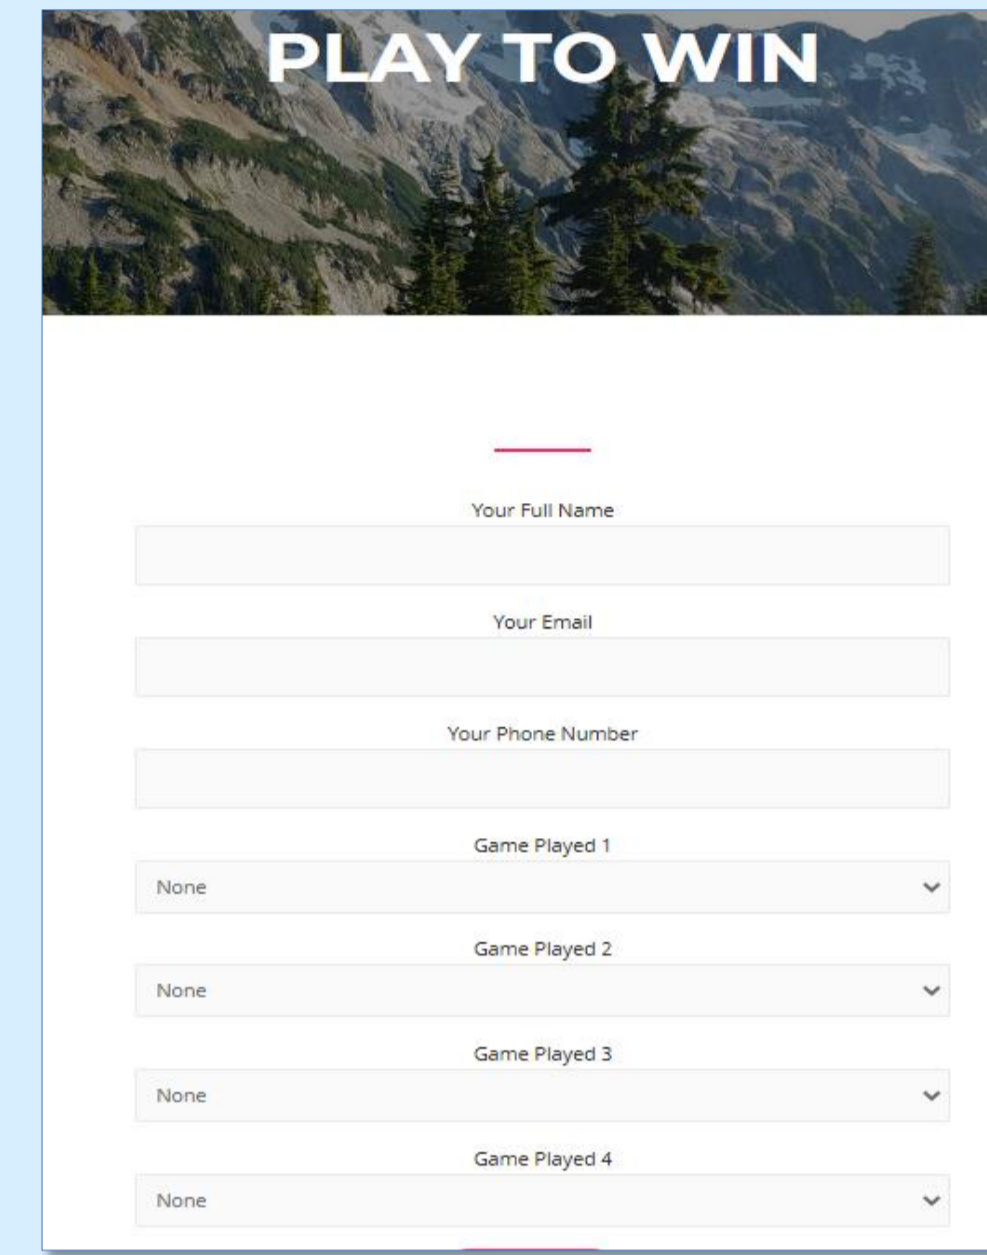 PLAY TO WIN
Your Full Name
Your Email
Your Phone Number
Game Played 1
None
Game Played 2
None
Game Played 3
None
Game Played 4
None